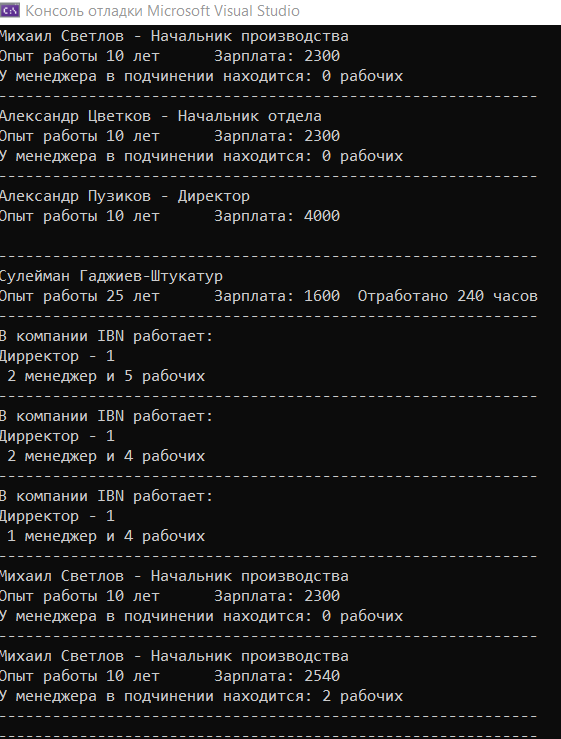 Консоль отладки Microsoft Visual Studio
Михаил Светлов - Начальник производства
Опыт работы 10 лет      Зарплата: 2300
У менеджера в подчинении находится: 0 рабочих
------------------------------------------------------------
Александр Цветков - Начальник отдела
Опыт работы 10 лет      Зарплата: 2300
У менеджера в подчинении находится: 0 рабочих
------------------------------------------------------------
Александр Пузиков - Директор
Опыт работы 10 лет      Зарплата: 4000
------------------------------------------------------------
Сулейман Гаджиев-Штукатур
Опыт работы 25 лет      Зарплата: 1600  Отработано 240 часов
------------------------------------------------------------
В компании IBN работает:
Дирректор - 1
 2 менеджер и 5 рабочих
------------------------------------------------------------
В компании IBN работает:
Дирректор - 1
 2 менеджер и 4 рабочих
------------------------------------------------------------
В компании IBN работает:
Дирректор - 1
 1 менеджер и 4 рабочих
------------------------------------------------------------
Михаил Светлов - Начальник производства
Опыт работы 10 лет      Зарплата: 2300
У менеджера в подчинении находится: 0 рабочих
------------------------------------------------------------
Михаил Светлов - Начальник производства
Опыт работы 10 лет      Зарплата: 2540
У менеджера в подчинении находится: 2 рабочих
------------------------------------------------------------
------------------------------------------------------------